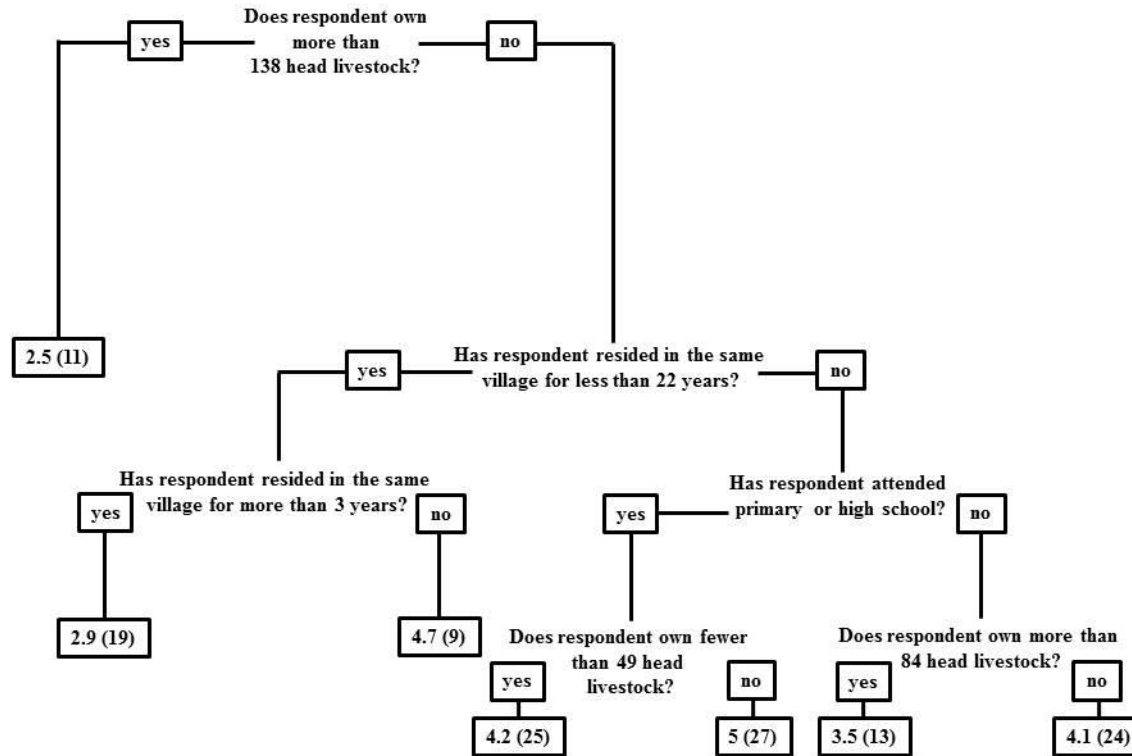 Does respondent own
more than
138 head livestock?
yes
no
2.5 (11)
Has respondent resided in the same
village for less than 22 years?
yes
no
Has respondent resided in the same
village for more than 3 years?
yes
no
2.9 (19)
4.7 (9)
Has respondent attended
primary or high school?
yes
no
Does respondent own fewer
than 49 head
livestock?
yes
no
4.2 (25)
5 (27)
Does respondent own more than
84 head livestock?
yes
no
3.5 (13)
4.1 (24)